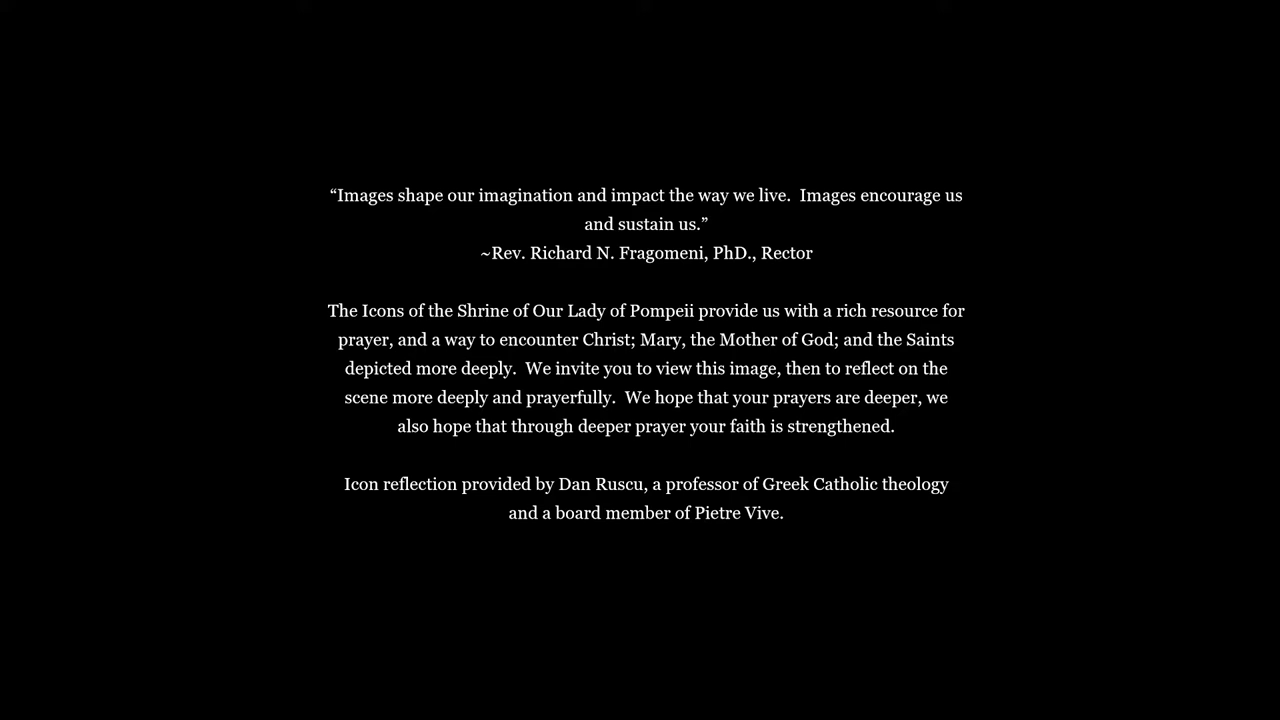 “Images shape our imagination and impact the way we live.  Images encourage us
and sustain us.”
~Rev. Richard N. Fragomeni, PhD., Rector
The Icons of the Shrine of Our Lady of Pompeii provide us with a rich resource for
prayer, and a way to encounter Christ; Mary, the Mother of God; and the Saints
depicted more deeply.  We invite you to view this image, then to reflect on the
scene more deeply and prayerfully.  We hope that your prayers are deeper, we
also hope that through deeper prayer your faith is strengthened.
Icon reflection provided by Dan Ruscu, a professor of Greek Catholic theology
and a board member of Pietre Vive.